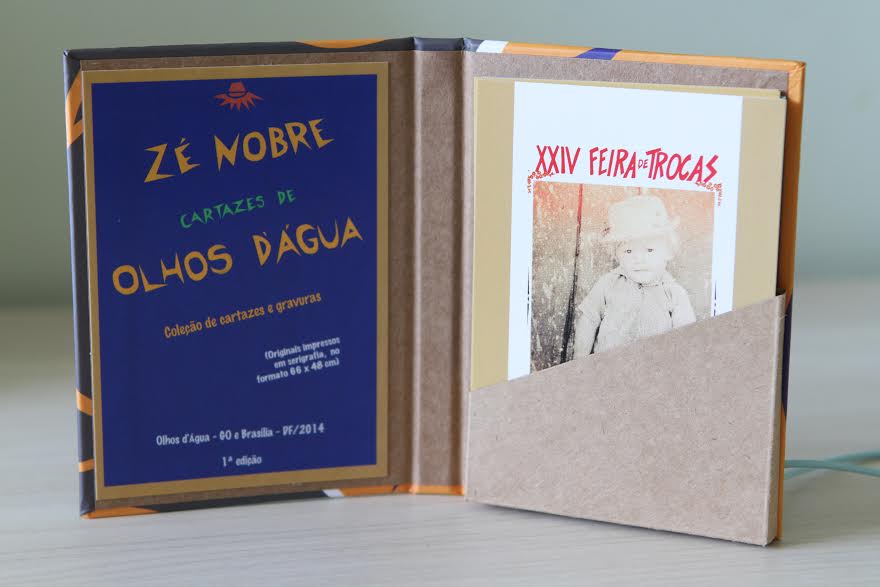 ZÉ NOBRE
CARTAZES DE
OLHOS D'ÁGUA
Coleção de cartazes e gravuras
(Originais impressos
em serigrafia, no
formato 66 x 48 cm)
Olhos d'Água - GO e Brasília - DF/2014
1ª edição
XXIV FEIRA DE TROCAS